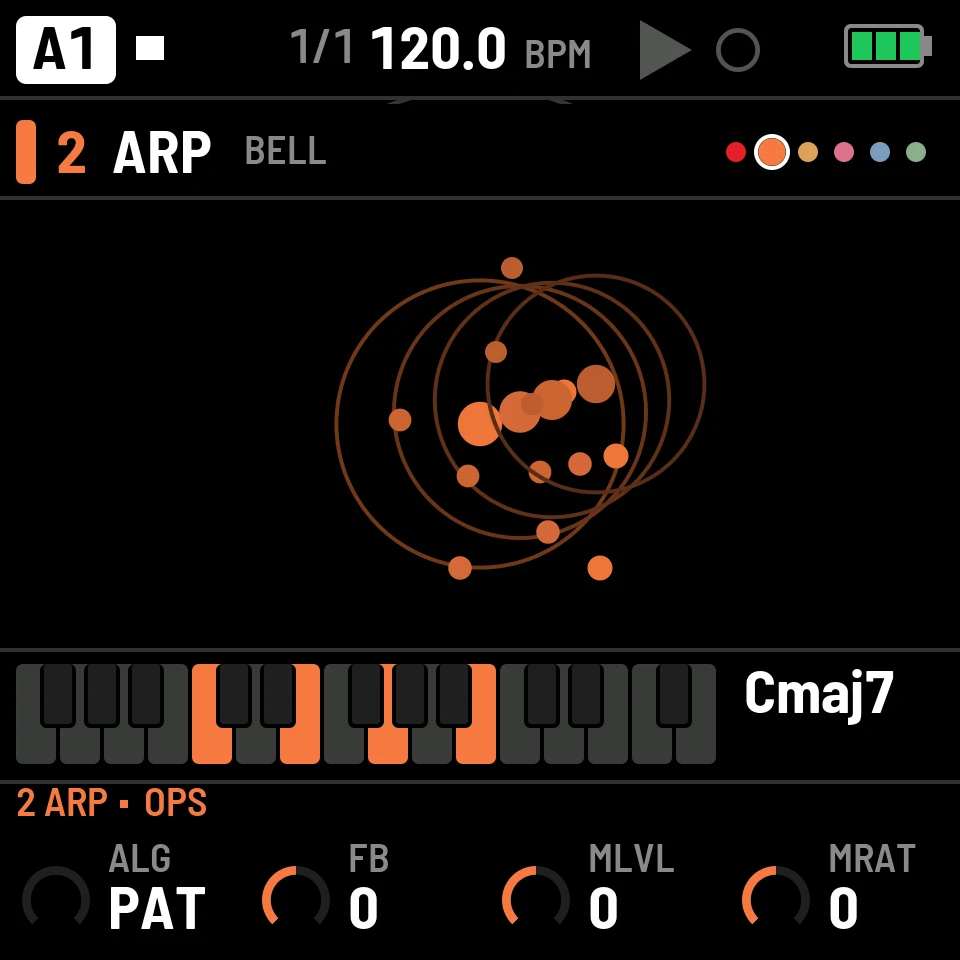 A1 1/1 120.0 BPM
2 ARP BELL
Cmaj7
2 ARP · OPS
ALG FB MLVL MRAT
PAT 0 0 0